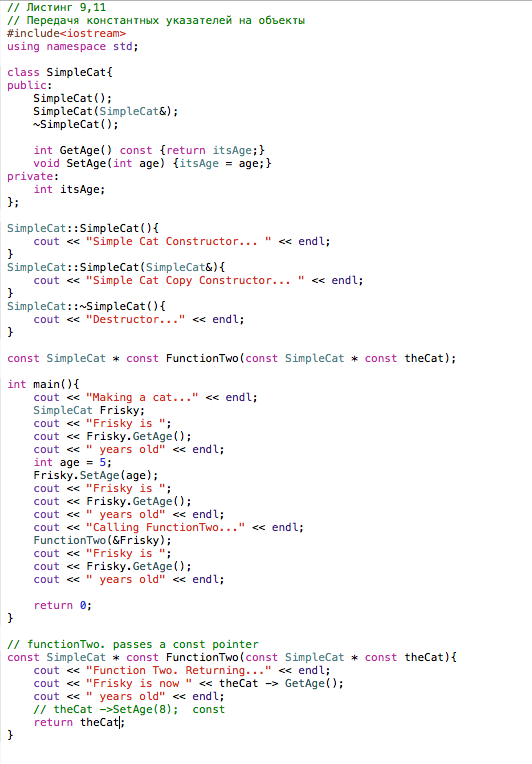 // Листинг 9,11
// Передача константных указателей на объекты
#include<iostream>
using namespace std;

class SimpleCat{
public:
    SimpleCat();
    SimpleCat(SimpleCat&);
    ~SimpleCat();

    int GetAge() const {return itsAge;}
    void SetAge(int age) {itsAge = age;}
private:
    int itsAge;
};

SimpleCat::SimpleCat(){
    cout << "Simple Cat Constructor... " << endl;
}
SimpleCat::SimpleCat(SimpleCat&){
    cout << "Simple Cat Copy Constructor... " << endl;
}
SimpleCat::~SimpleCat(){
    cout << "Destructor..." << endl;
}

const SimpleCat * const FunctionTwo(const SimpleCat * const theCat);

int main(){
    cout << "Making a cat..." << endl;
    SimpleCat Frisky;
    cout << "Frisky is ";
    cout << Frisky.GetAge();
    cout << " years old" << endl;
    int age = 5;
    Frisky.SetAge(age);
    cout << "Frisky is ";
    cout << Frisky.GetAge();
    cout << " years old" << endl;
    cout << "Calling FunctionTwo..." << endl;
    FunctionTwo(&Frisky);
    cout << "Frisky is ";
    cout << Frisky.GetAge();
    cout << " years old" << endl;

    return 0;
}

// functionTwo. passes a const pointer
const SimpleCat * const FunctionTwo(const SimpleCat * const theCat){
    cout << "Function Two. Returning..." << endl;
    cout << "Frisky is now " << theCat -> GetAge();
    cout << " years old" << endl;
    // theCat ->SetAge(8);  const
    return theCat;
}